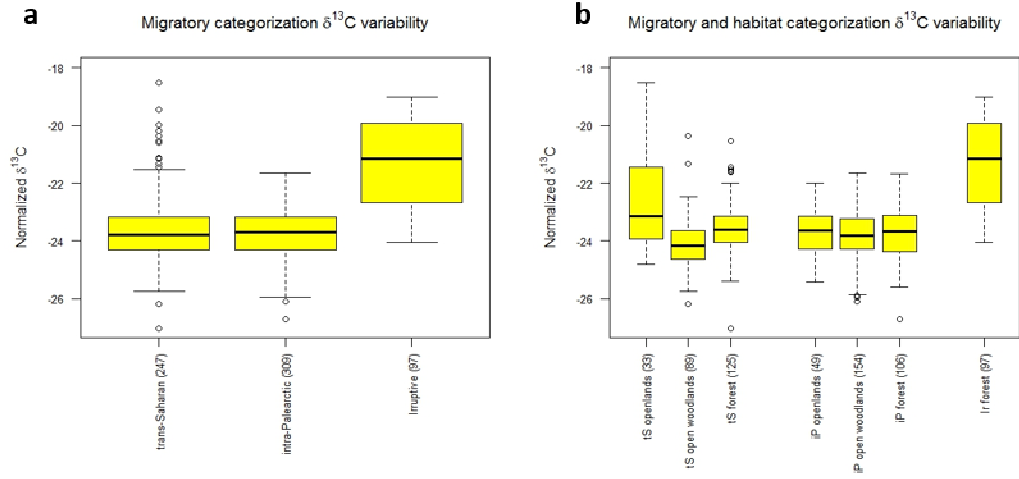 a
Migratory categorization δ¹³C variability
Normalized δ¹³C
-18
-20
-22
-24
-26
trans-Saharan (247)
intra-Palearctic (309)
Irruptive (97)
b
Migratory and habitat categorization δ¹³C variability
Normalized δ¹³C
-18
-20
-22
-24
-26
tS openlands (33)
tS open woodlands (89)
tS forest (125)
iP openlands (49)
iP open woodlands (154)
iP forest (106)
Ir forest (97)